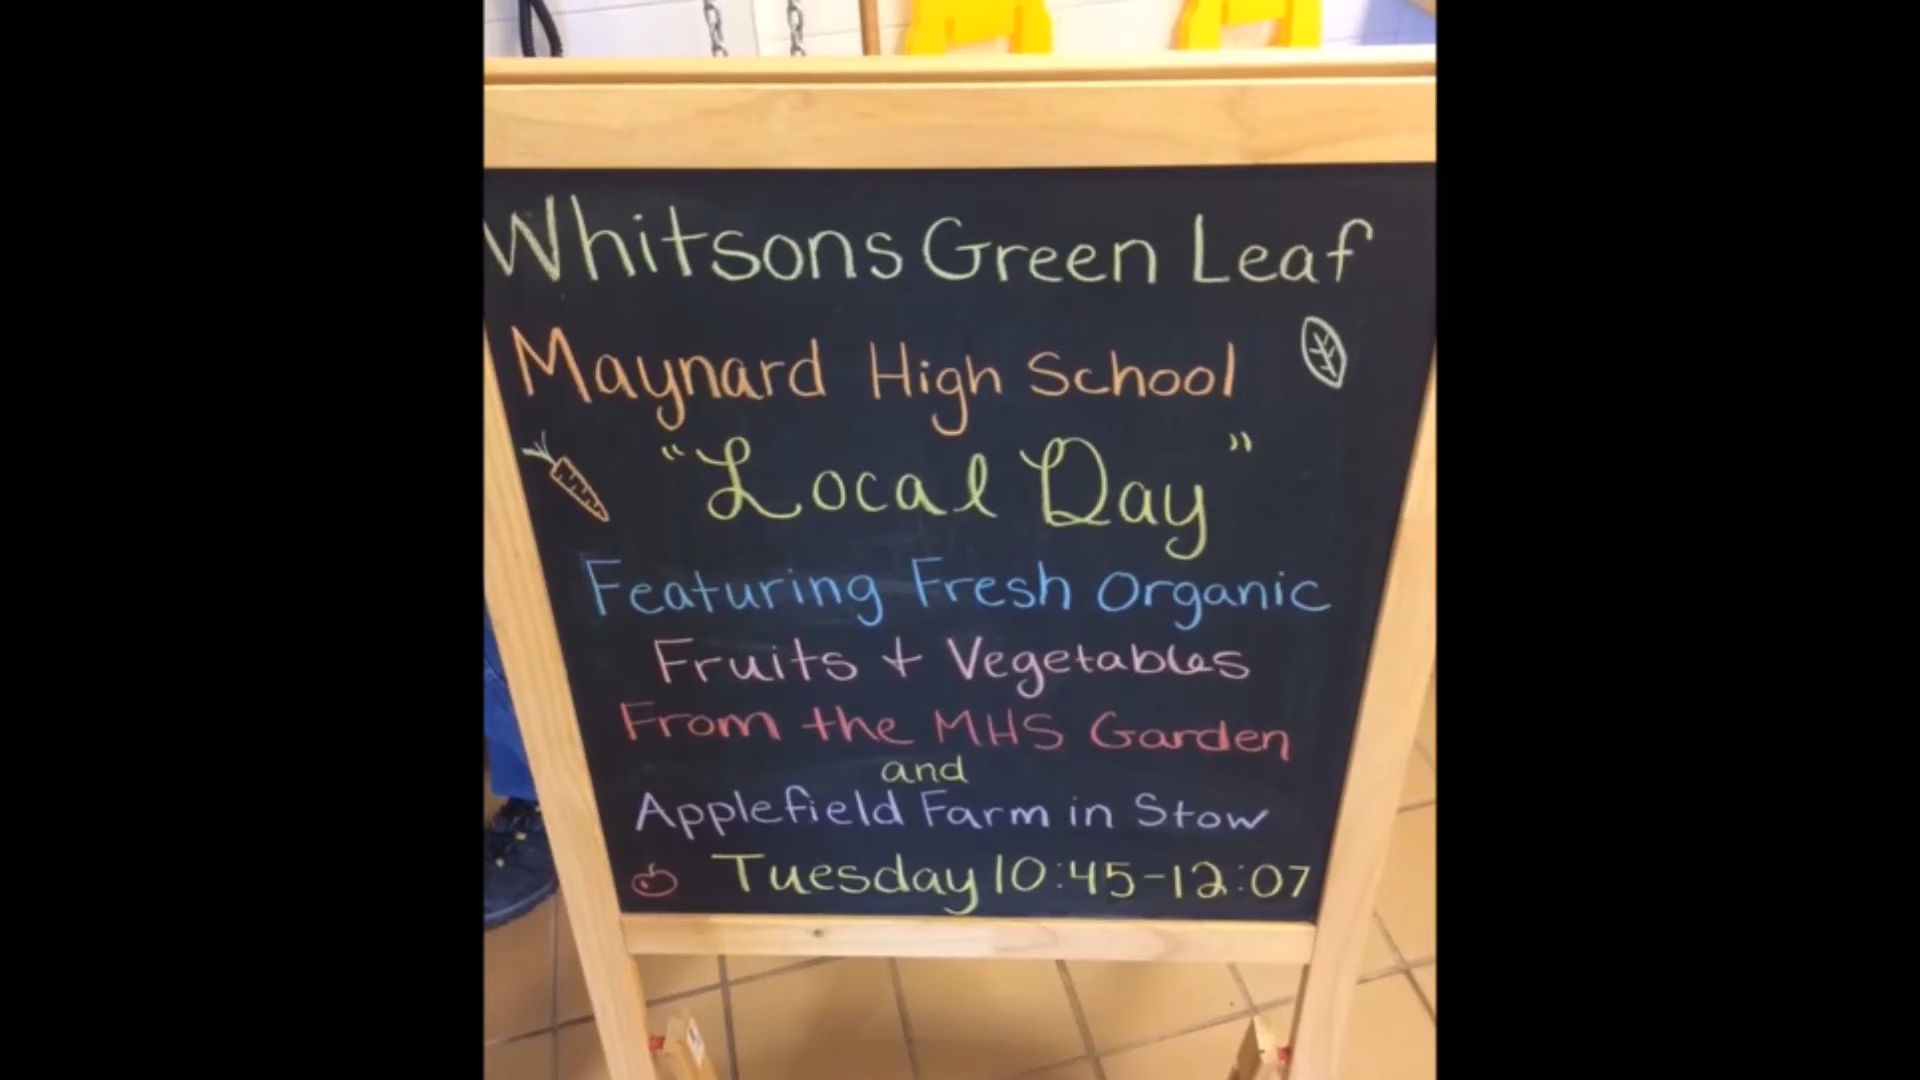 Whitsons Green Leaf
Maynard High School
"Local Day"
Featuring Fresh Organic
Fruits + Vegetables
From the MHS Garden
and
Applefield Farm in Stow
Tuesday 10:45-12:07